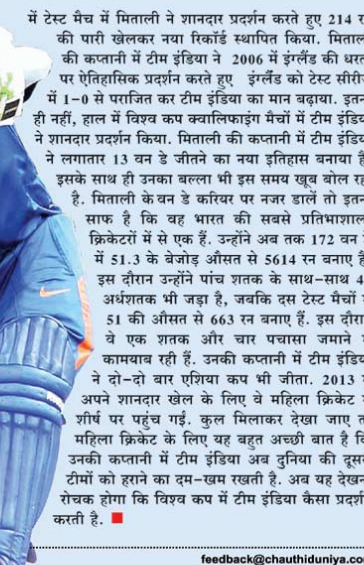 में टेस्ट मैच में मिताली ने शानदार प्रदर्शन करते हुए 214 र
की पारी खेलकर नया रिकॉर्ड स्थापित किया. मिताल
की कप्तानी में टीम इंडिया ने 2006 में इंग्लैंड की धरत
पर ऐतिहासिक प्रदर्शन करते हुए इंग्लैंड को टेस्ट सीरी
में 1-0 से पराजित कर टीम इंडिया का मान बढ़ाया. इतन
ही नहीं, हाल में विश्व कप क्वालिफाइंग मैचों में टीम इंडिय
ने शानदार प्रदर्शन किया. मिताली की कप्तानी में टीम इंडिय
ने लगातार 13 वन डे जीतने का नया इतिहास बनाया है
इसके साथ ही उनका बल्ला भी इस समय खूब बोल रह
है. मिताली के वन डे करियर पर नजर डालें तो इतन
साफ है कि वह भारत की सबसे प्रतिभाशाल
क्रिकेटरों में से एक हैं. उन्होंने अब तक 172 वन
में 51.3 के बेजोड़ औसत से 5614 रन बनाए है
इस दौरान उन्होंने पांच शतक के साथ-साथ 4
अर्धशतक भी जड़ा है, जबकि दस टेस्ट मैचों
51 की औसत से 663 रन बनाए हैं. इस दौरा
वे एक शतक और चार पचासा जमाने
कामयाब रही हैं. उनकी कप्तानी में टीम इंडिय
ने दो-दो बार एशिया कप भी जीता. 2013
अपने शानदार खेल के लिए वे महिला क्रिकेट
शीर्ष पर पहुंच गईं. कुल मिलाकर देखा जाए त
महिला क्रिकेट के लिए यह बहुत अच्छी बात है कि
उनकी कप्तानी में टीम इंडिया अब दुनिया की दूस
टीमों को हराने का दम-खम रखती है. अब यह देखन
रोचक होगा कि विश्व कप में टीम इंडिया कैसा प्रदर्श
करती है.
feedback@chauthiduniya.co